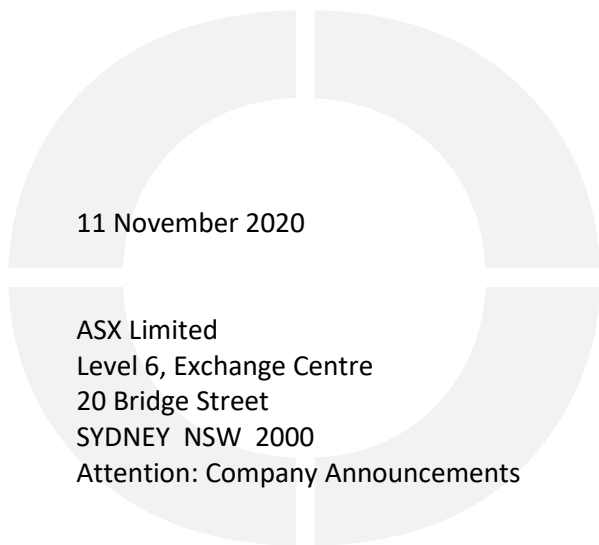 11 November 2020
ASX Limited
Level 6, Exchange Centre
20 Bridge Street
SYDNEY  NSW  2000
Attention: Company Announcements